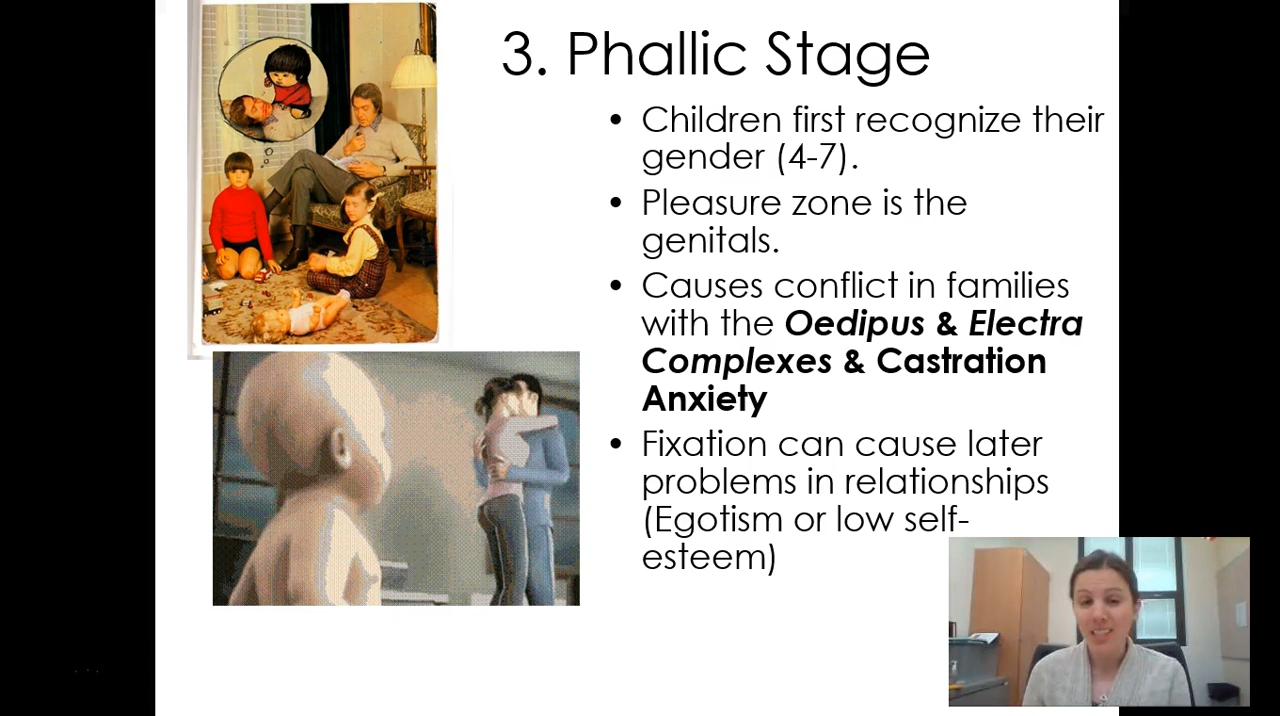 3. Phallic Stage
• Children first recognize their
gender (4-7).
• Pleasure zone is the
genitals.
• Causes conflict in families
with the Oedipus & Electra
Complexes & Castration
Anxiety
• Fixation can cause later
problems in relationships
(Egotism or low self-
esteem)